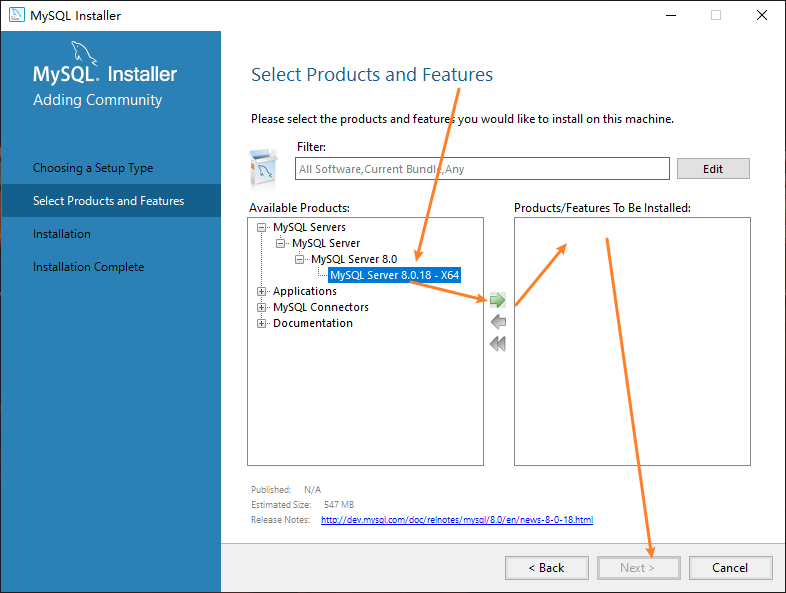 MySQL Installer
MySQL. Installer
Adding Community
Choosing a Setup Type
Select Products and Features
Installation
Installation Complete
Select Products and Features
Please select the products and features you would like to install on this machine.
Filter:
All Software,Current Bundle,Any
Edit
Available Products:
MySQL Servers
MySQL Server
MySQL Server 8.0
MySQL Server 8.0.18 - X64
Applications
MySQL Connectors
Documentation
Products/Features To Be Installed:
Published: N/A
Estimated Size: 547 MB
Release Notes: http://dev.mysql.com/doc/relnotes/mysql/8.0/en/news-8-0-18.html
< Back
Next >
Cancel